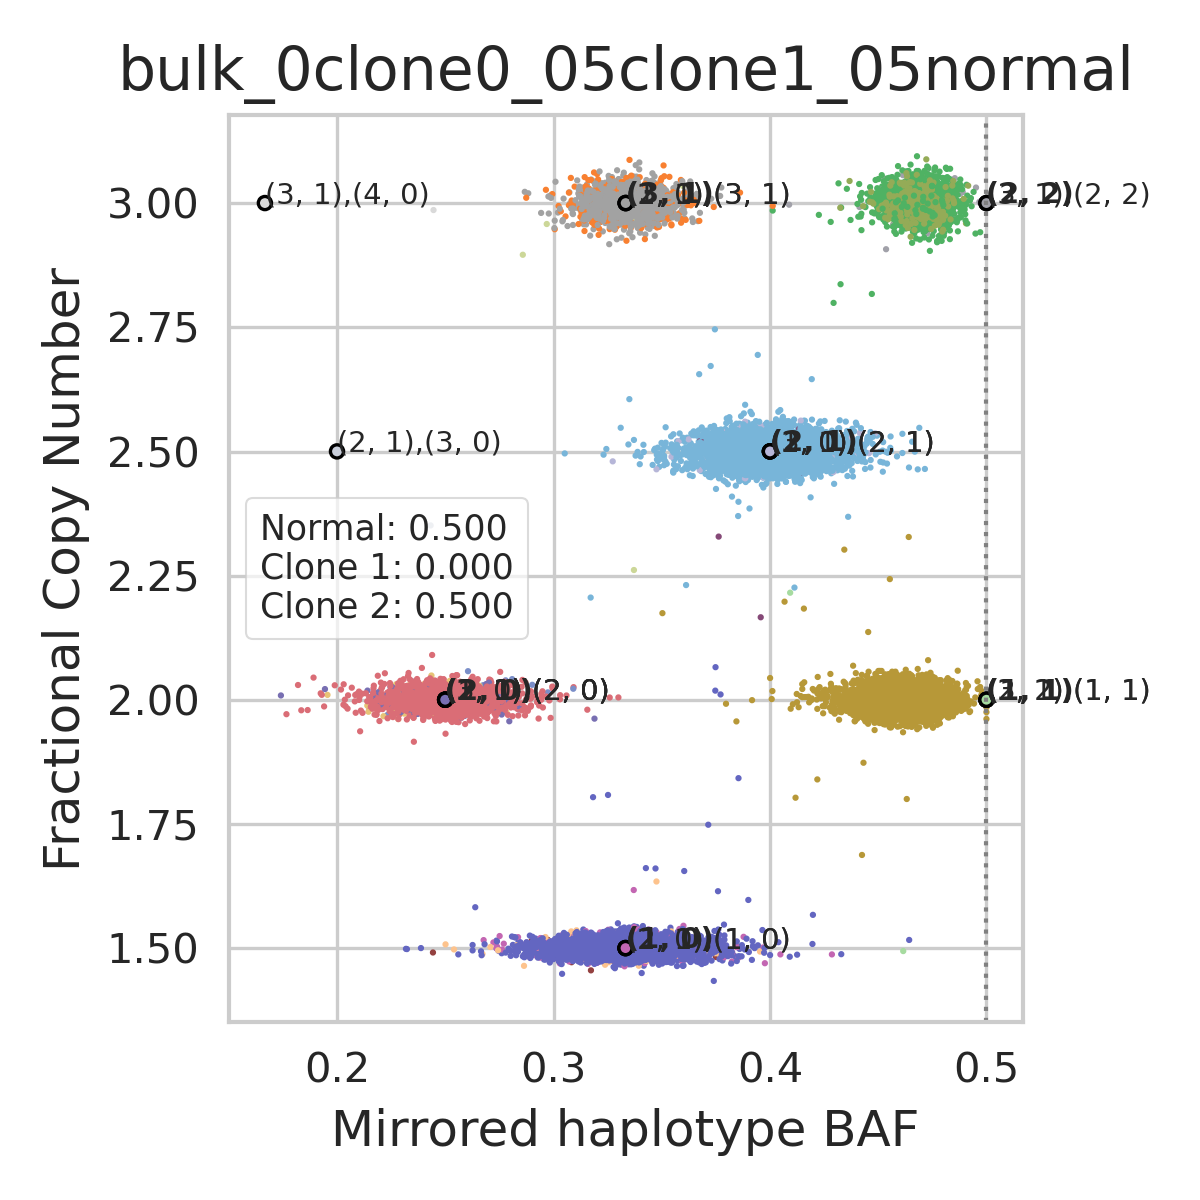 bulk_0clone0_05clone1_05normal
Fractional Copy Number
3.00
2.75
2.50
2.25
2.00
1.75
1.50
(3, 1),(4, 0)
(3, 1)
(2, 2)
(2, 1),(3, 0)
(2, 1)
Normal: 0.500
Clone 1: 0.000
Clone 2: 0.500
(2, 0)
(1, 1)
(1, 0)
0.2
0.3
0.4
0.5
Mirrored haplotype BAF